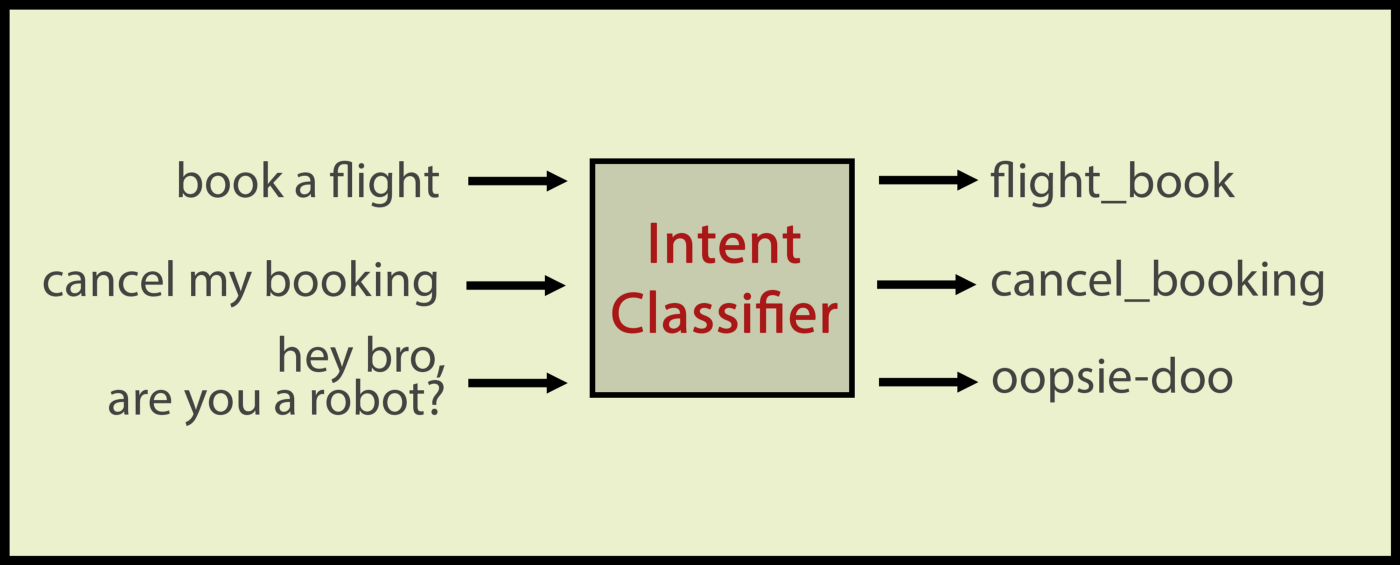 book a flight
flight_book
Intent
Classifier
cancel my booking
cancel_booking
hey bro,
are you a robot?
oopsie-doo